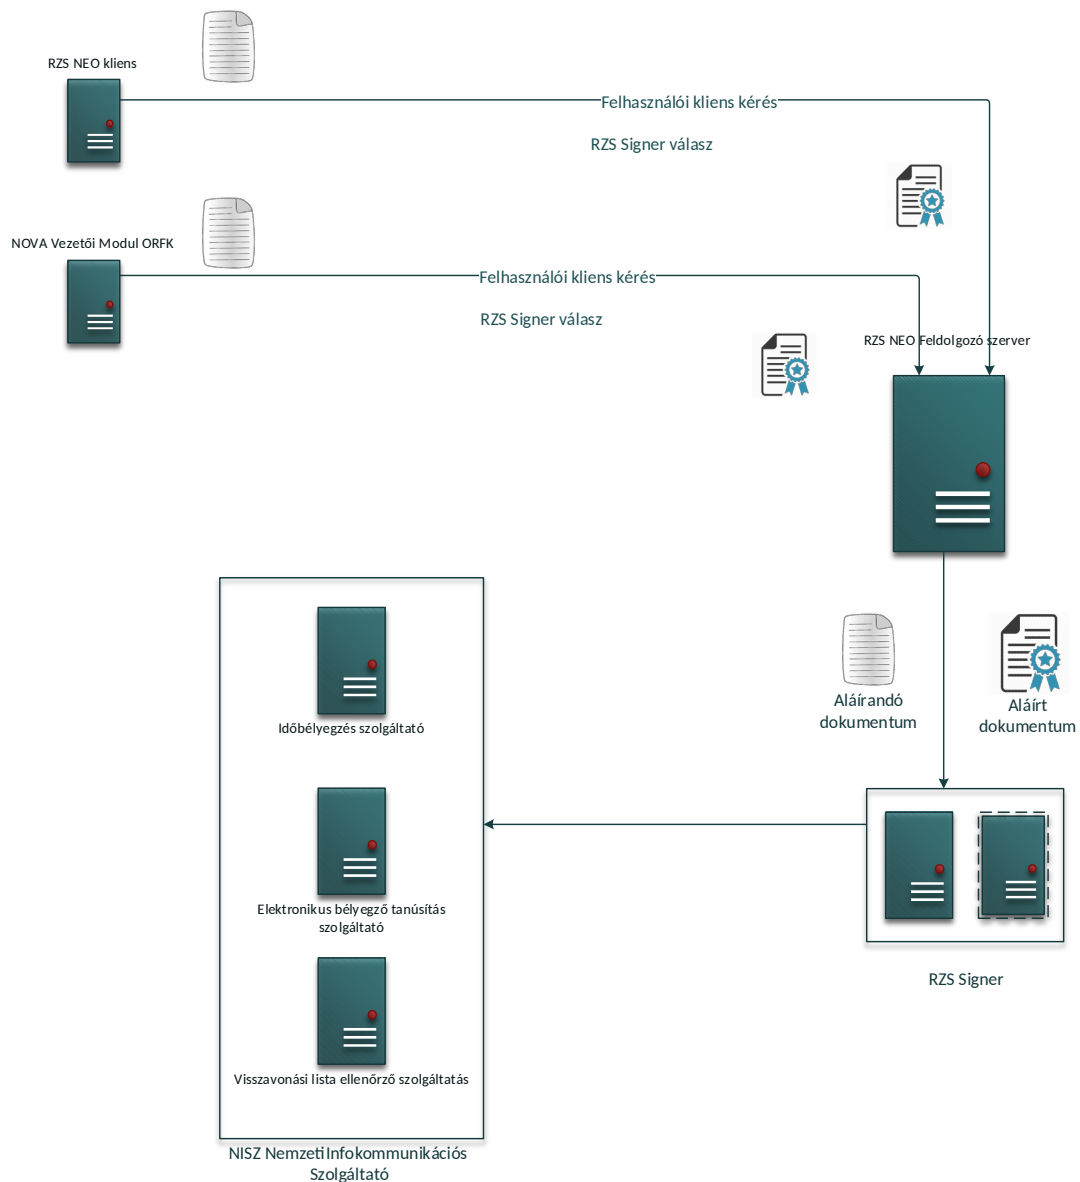 RZS NEO kliens
Felhasználói kliens kérés
RZS Signer válasz
NOVA Vezetői Modul ORFK
Felhasználói kliens kérés
RZS Signer válasz
RZS NEO Feldolgozó szerver
Aláírandó
dokumentum
Aláírt
dokumentum
Időbélyegzés szolgáltató
Elektronikus bélyegző tanúsítás
szolgáltató
RZS Signer
Visszavonási lista ellenőrző szolgáltatás
NISZ Nemzeti Infokommunikációs
Szolgáltató